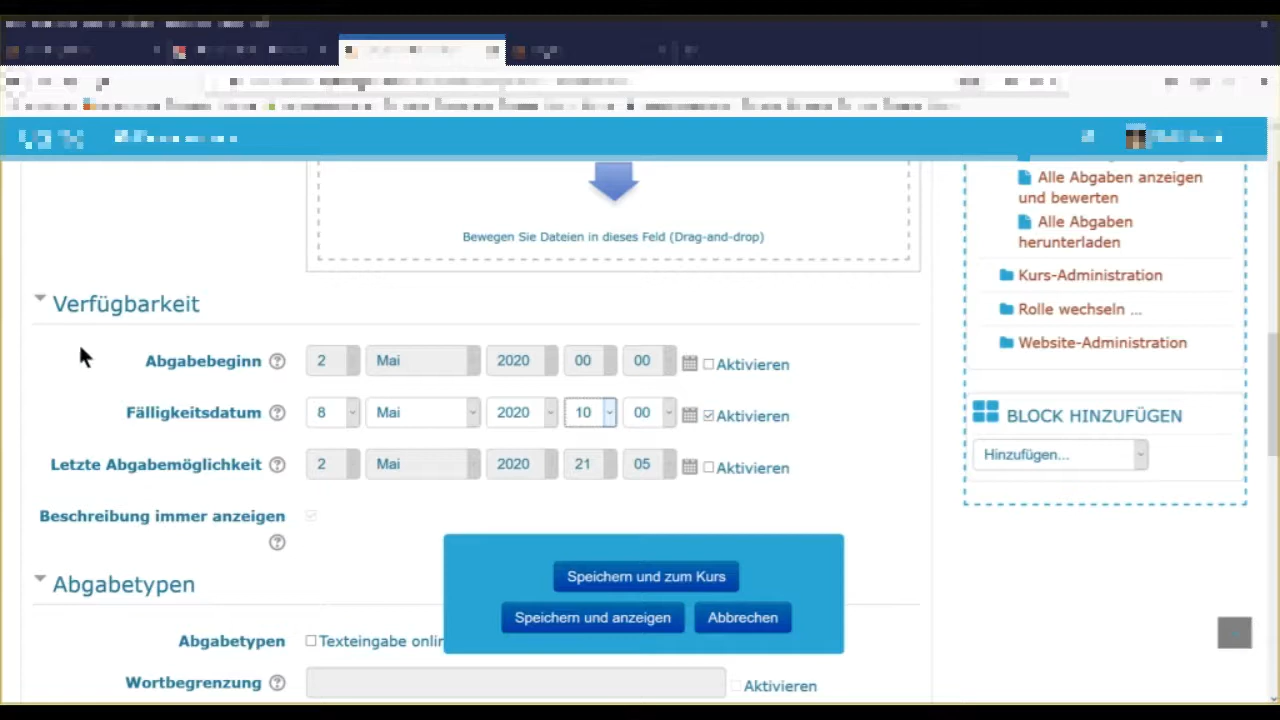 Bewegen Sie Dateien in dieses Feld (Drag-and-drop)
Verfügbarkeit
Abgabebeginn 2 Mai 2020 00 00 Aktivieren
Fälligkeitsdatum 8 Mai 2020 10 00 Aktivieren
Letzte Abgabemöglichkeit 2 Mai 2020 21 05 Aktivieren
Beschreibung immer anzeigen
Abgabetypen
Abgabetypen Texteingabe onlin
Wortbegrenzung Aktivieren
Speichern und zum Kurs
Speichern und anzeigen Abbrechen
Alle Abgaben anzeigen
und bewerten
Alle Abgaben
herunterladen
Kurs-Administration
Rolle wechseln ...
Website-Administration
BLOCK HINZUFÜGEN
Hinzufügen...